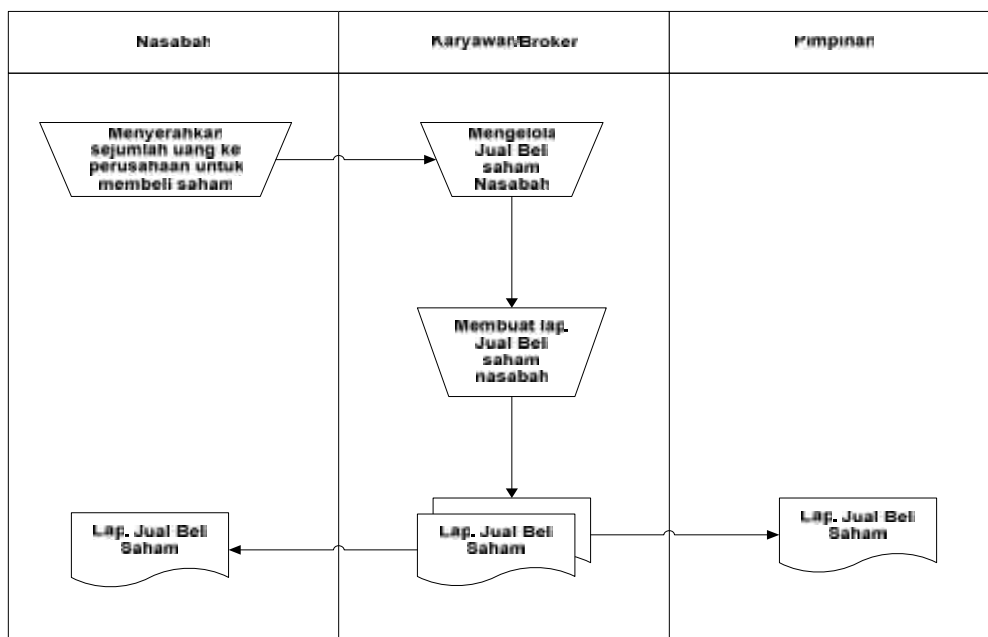 Nasabah
Karyawan/Broker
Pimpinan
Menyerahkan
sejumlah uang ke
perusahaan untuk
membeli saham
Mengelola
Jual Beli
saham
Nasabah
Membuat lap.
Jual Beli
saham
nasabah
Lap. Jual Beli
Saham
Lap. Jual Beli
Saham
Lap. Jual Beli
Saham